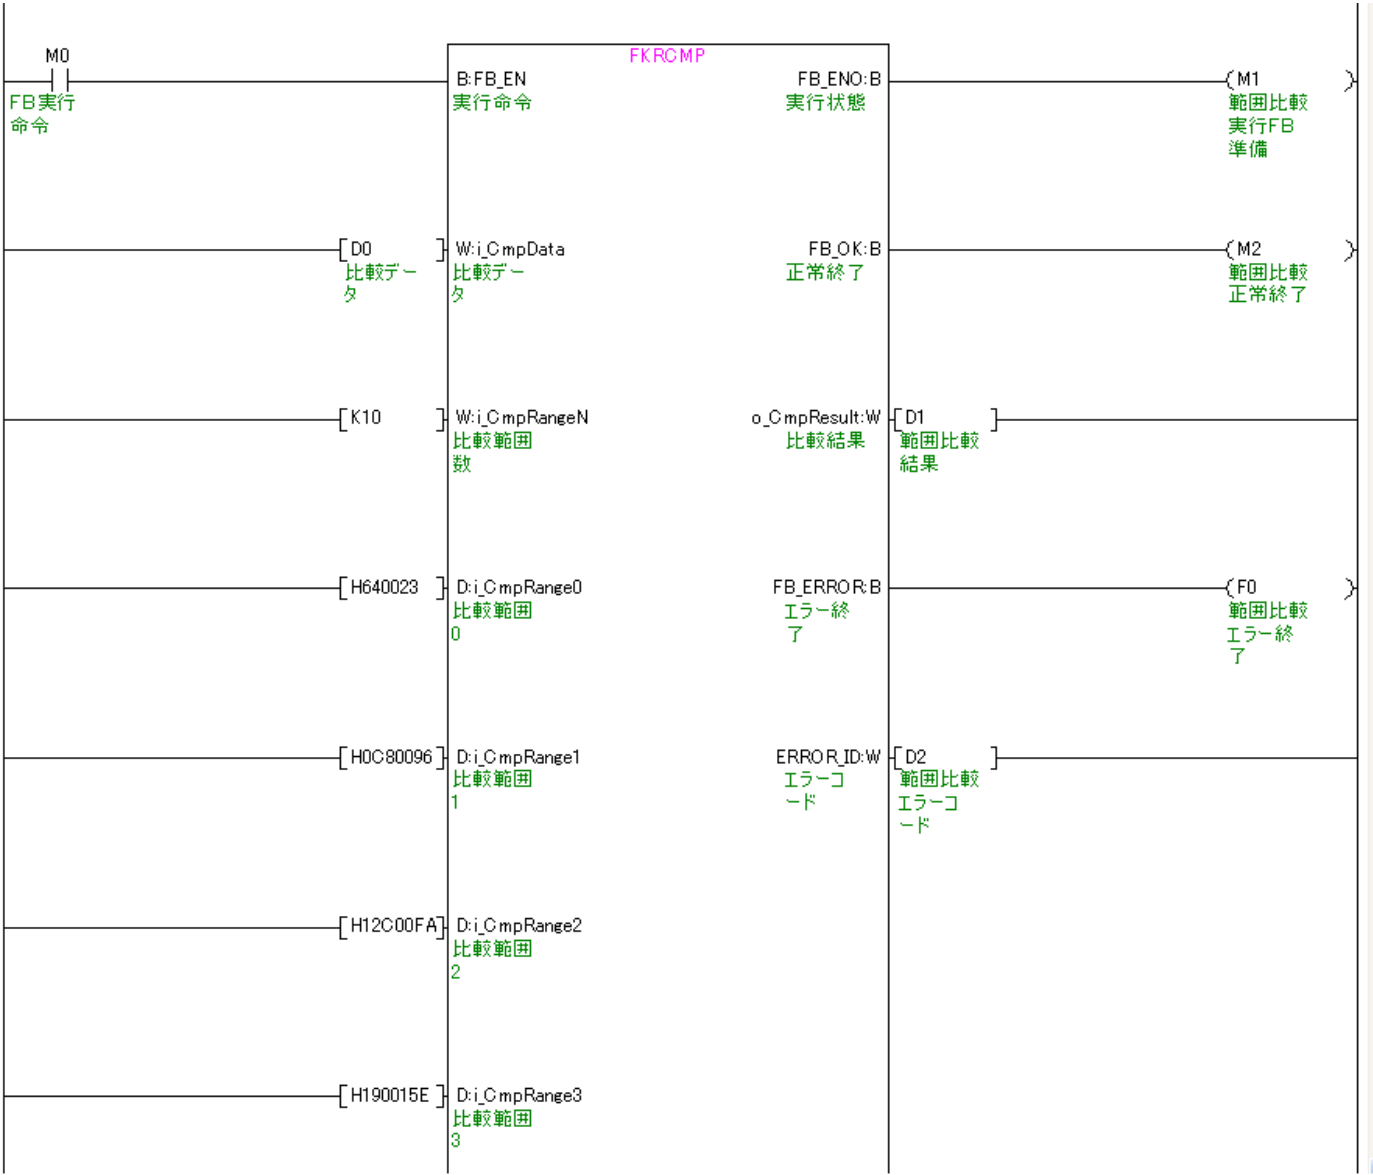 M0
FB実行
命令
FKRCMP
B:FB_EN
実行命令
FB_ENO:B
実行状態
M1
範囲比較
実行FB
準備
D0
比較デー
タ
W:i_CmpData
比較デー
タ
FB_OK:B
正常終了
M2
範囲比較
正常終了
K10
W:i_CmpRangeN
比較範囲
数
o_CmpResult:W
比較結果
D1
範囲比較
結果
H640023
D:i_CmpRange0
比較範囲
0
FB_ERROR:B
エラー終
了
F0
範囲比較
エラー終
了
H0C80096
D:i_CmpRange1
比較範囲
1
ERROR_ID:W
エラーコ
ード
D2
範囲比較
エラーコ
ード
H12C00FA
D:i_CmpRange2
比較範囲
2
H190015E
D:i_CmpRange3
比較範囲
3